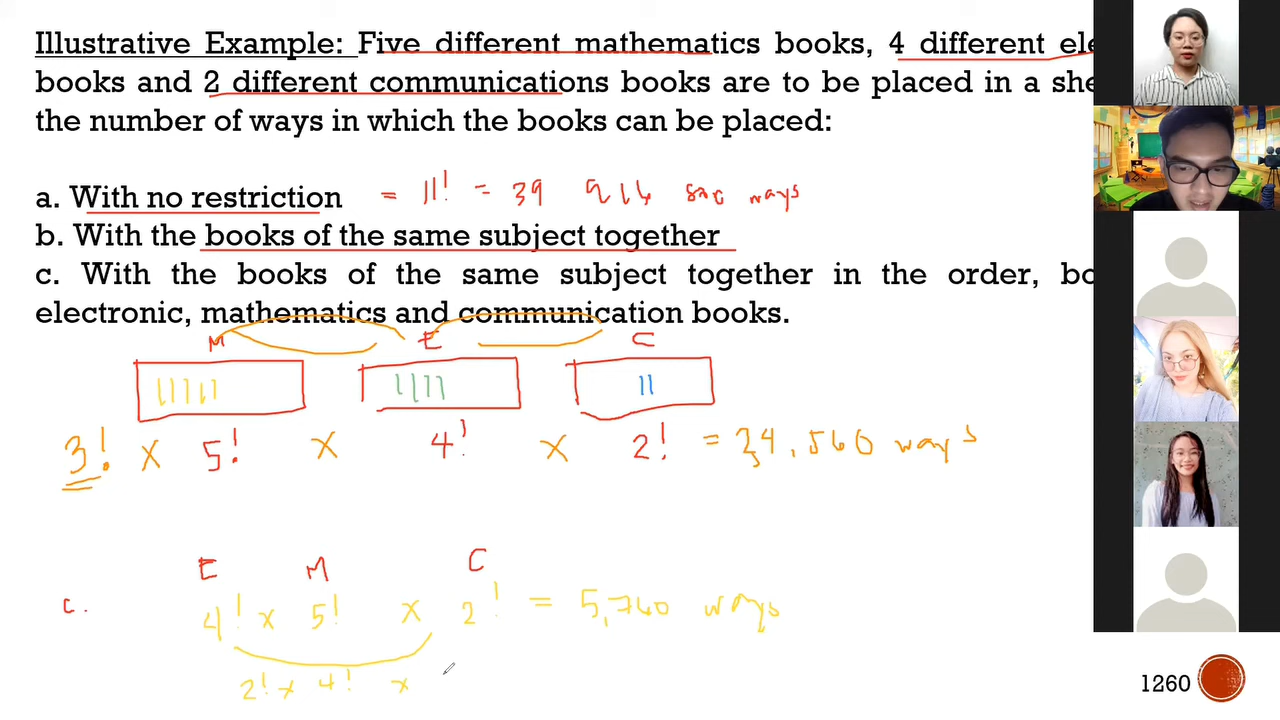 Illustrative Example: Five different mathematics books, 4 different ele
books and 2 different communications books are to be placed in a she
the number of ways in which the books can be placed:
a. With no restriction = 11! = 39 916 800 ways
b. With the books of the same subject together
c. With the books of the same subject together in the order, bo
electronic, mathematics and communication books.
M E C
3! x 5! x 4! x 2! = 34,560 ways
E M C
c. 4! x 5! x 2! = 5,760 ways
2! x 4! x
1260